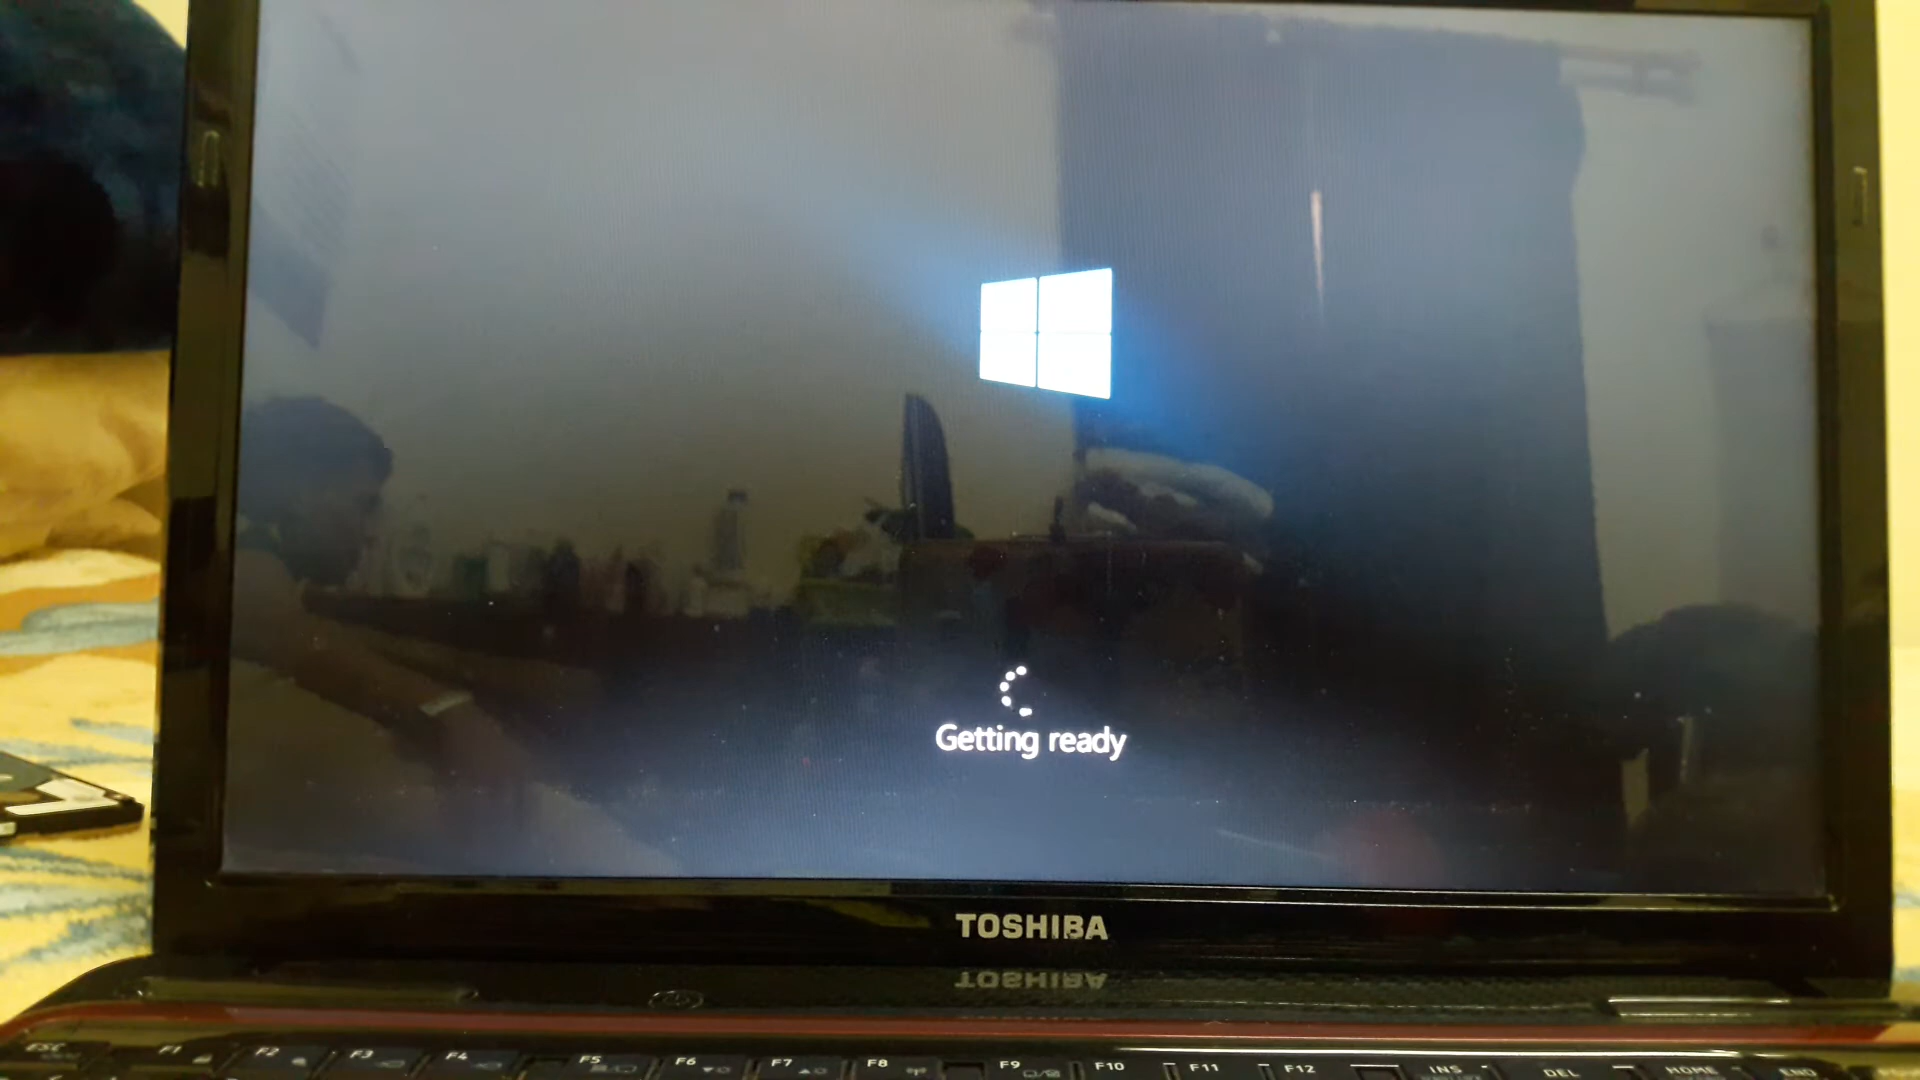 Getting ready
TOSHIBA
ESC
F1
F2
F3
F4
F5
F6
F7
F8
F9
F10
F11
F12
INS
DEL
HOME
END